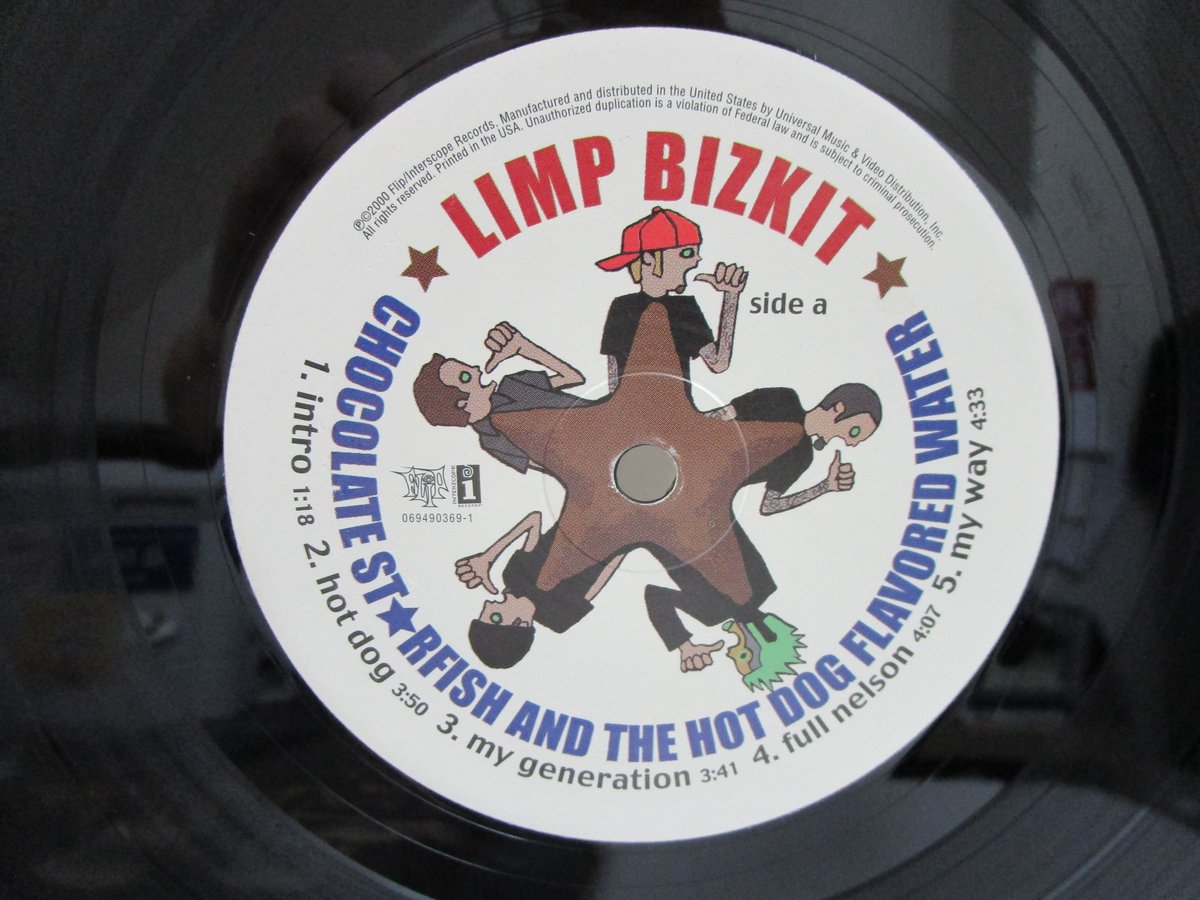 ℗©2000 Flip/Interscope Records. Manufactured and distributed in the United States by Universal Music & Video Distribution, Inc.
All rights reserved. Printed in the USA. Unauthorized duplication is a violation of Federal law and is subject to criminal prosecution.
LIMP BIZKIT
side a
CHOCOLATE ST★RFISH AND THE HOT DOG FLAVORED WATER
1. intro 1:18 2. hot dog 3:50 3. my generation 3:41 4. full nelson 4:07 5. my way 4:33
FLIP
i
INTERSCOPE
RECORDS
069490369-1